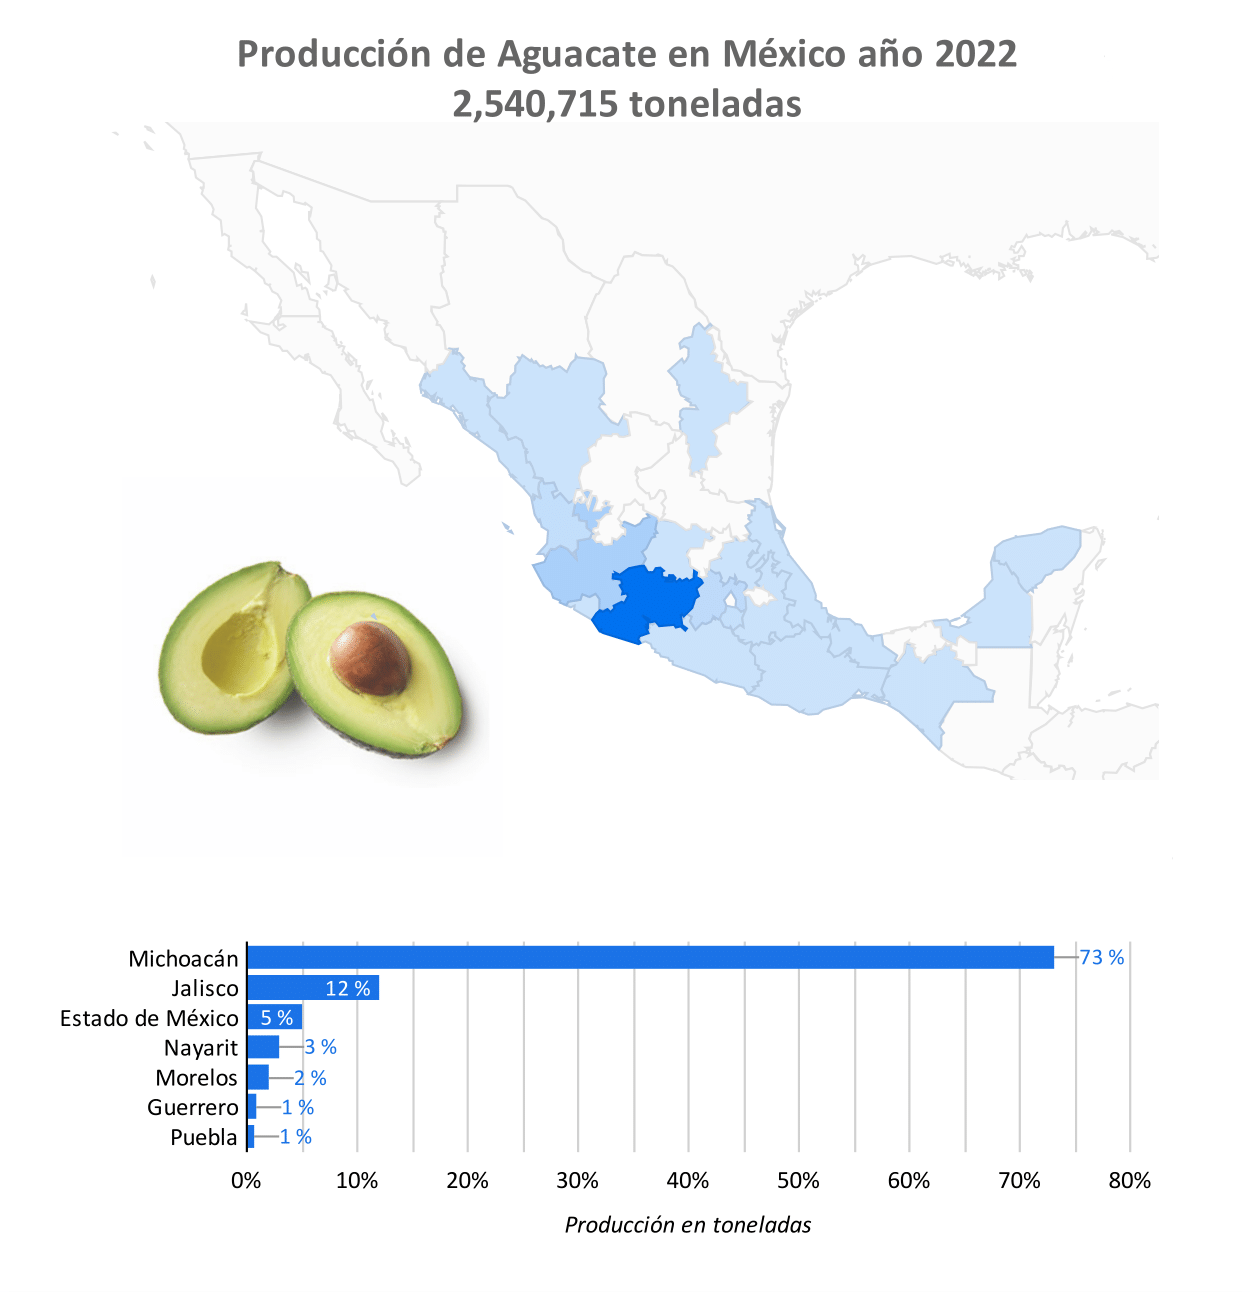 Producción de Aguacate en México año 2022
2,540,715 toneladas
Michoacán 73 %
Jalisco 12 %
Estado de México 5 %
Nayarit 3 %
Morelos 2 %
Guerrero 1 %
Puebla 1 %
0% 10% 20% 30% 40% 50% 60% 70% 80%
Producción en toneladas